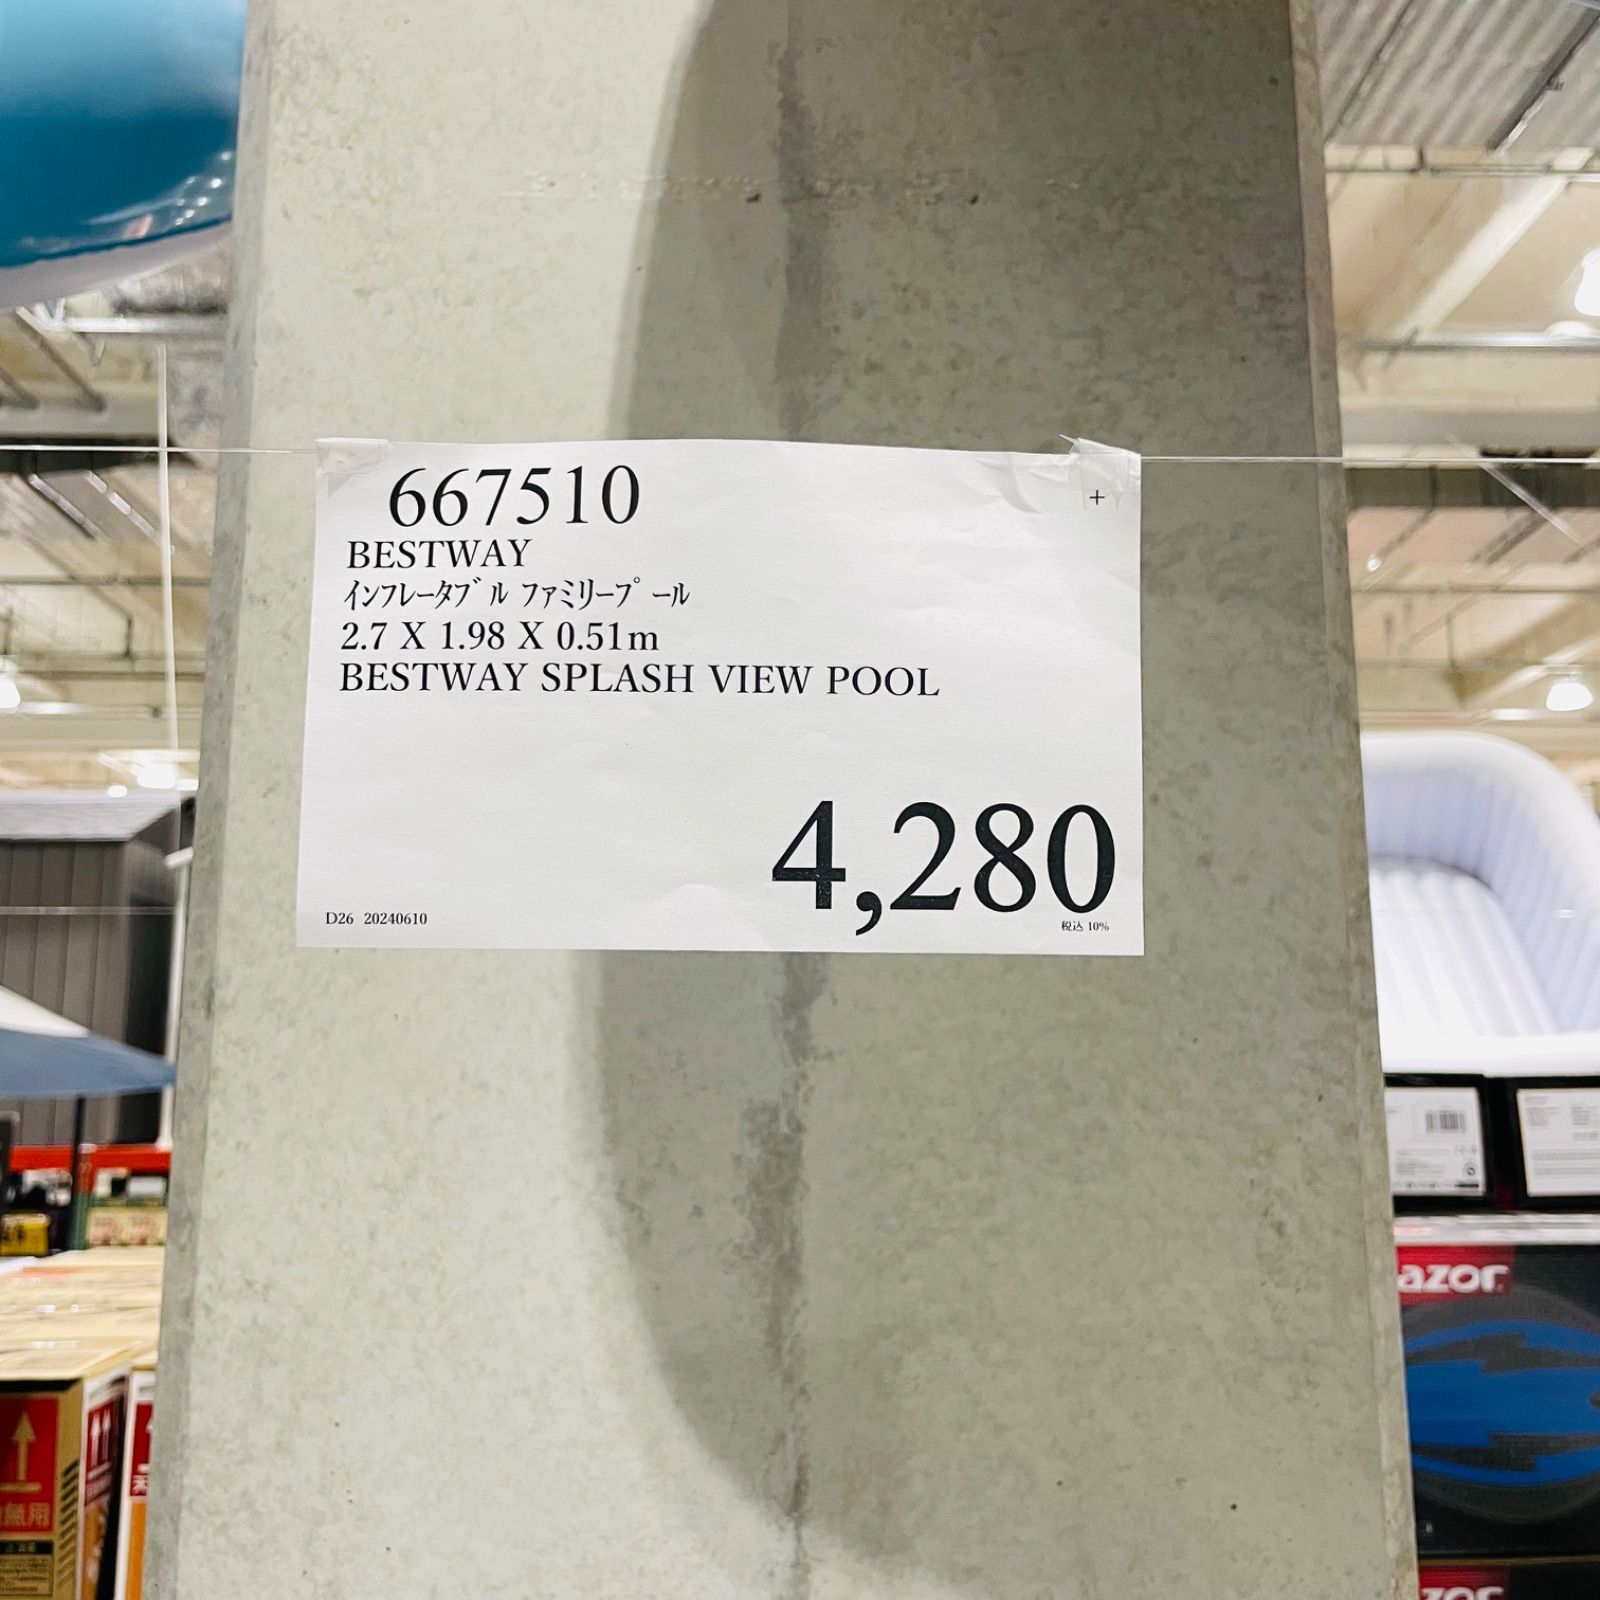 667510
+
BESTWAY
ｲﾝﾌﾚｰﾀﾌﾞﾙ ﾌｧﾐﾘｰﾌﾟｰﾙ
2.7 X 1.98 X 0.51m
BESTWAY SPLASH VIEW POOL
4,280
税込 10%
D26 20240610
azor